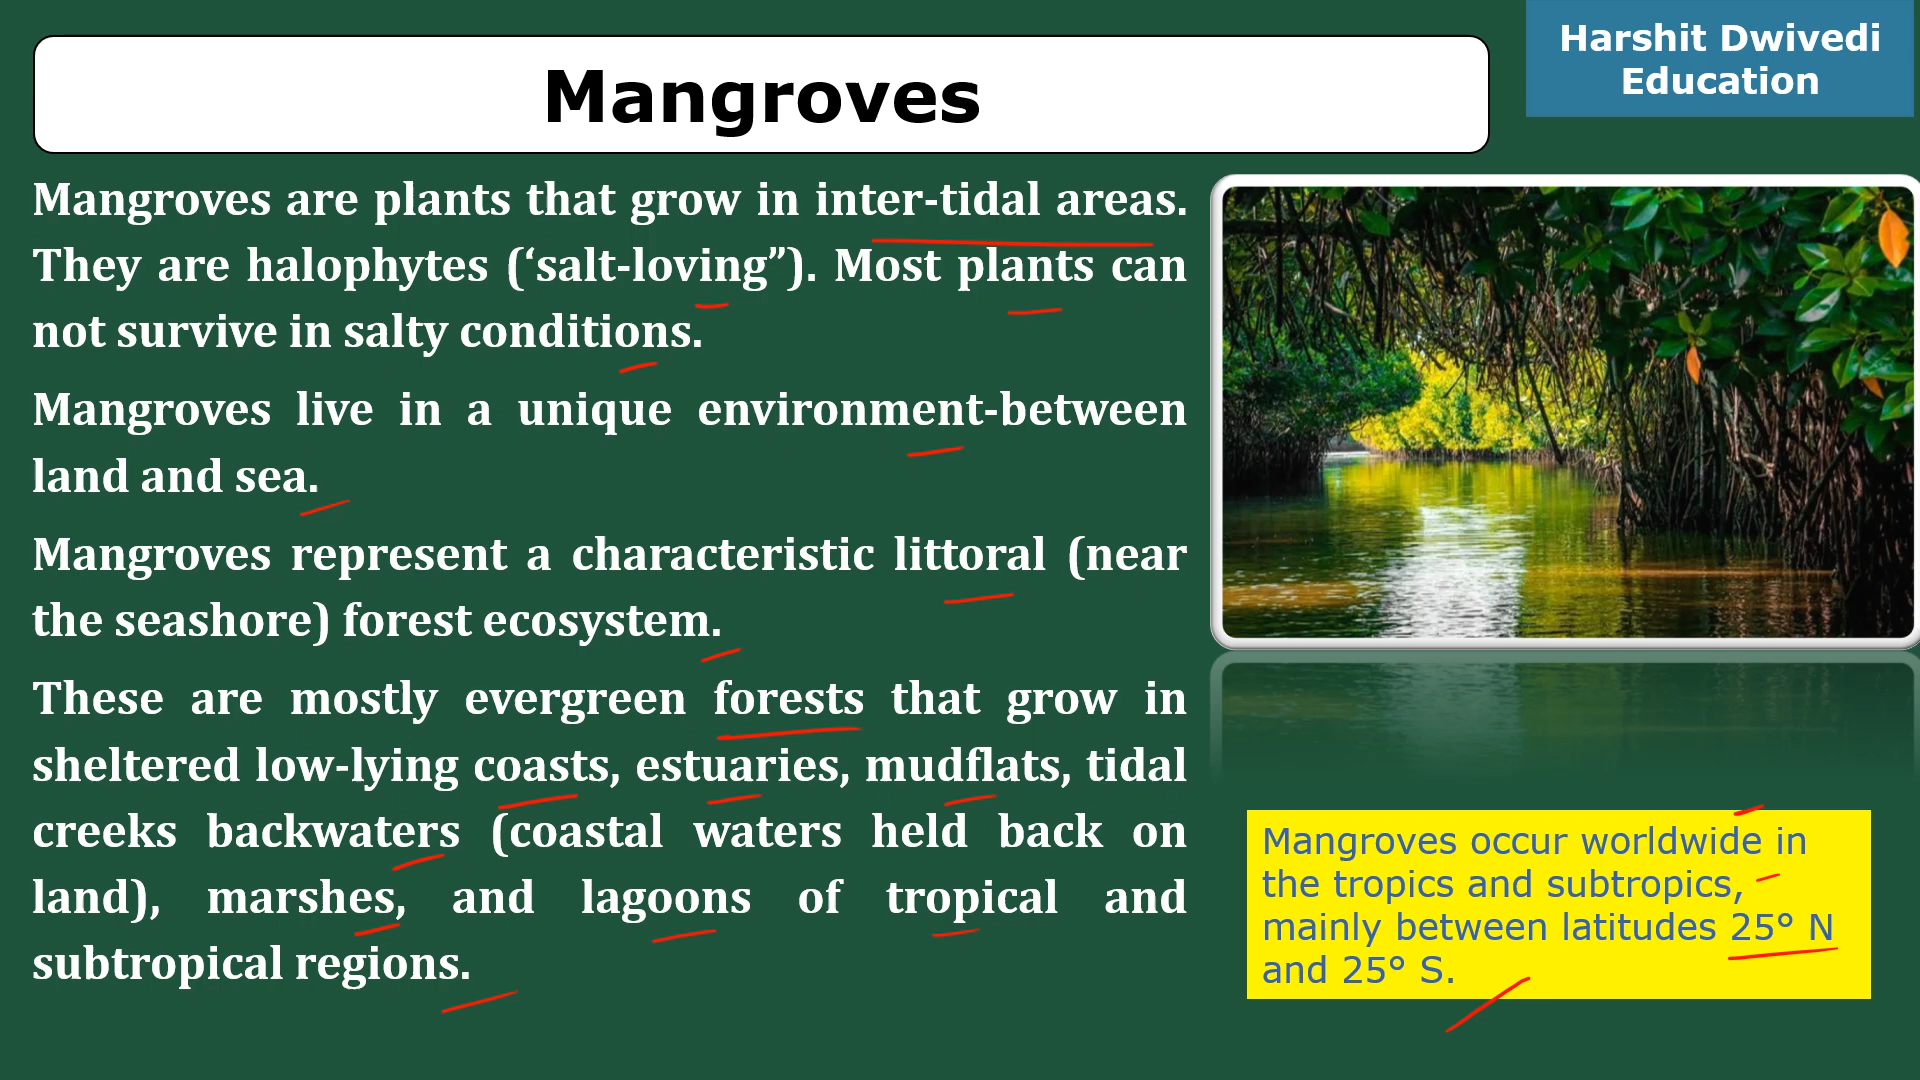 Mangroves
Harshit Dwivedi
Education
Mangroves are plants that grow in inter-tidal areas.
They are halophytes (‘salt-loving”). Most plants can
not survive in salty conditions.
Mangroves live in a unique environment-between
land and sea.
Mangroves represent a characteristic littoral (near
the seashore) forest ecosystem.
These are mostly evergreen forests that grow in
sheltered low-lying coasts, estuaries, mudflats, tidal
creeks backwaters (coastal waters held back on
land), marshes, and lagoons of tropical and
subtropical regions.
Mangroves occur worldwide in
the tropics and subtropics,
mainly between latitudes 25° N
and 25° S.